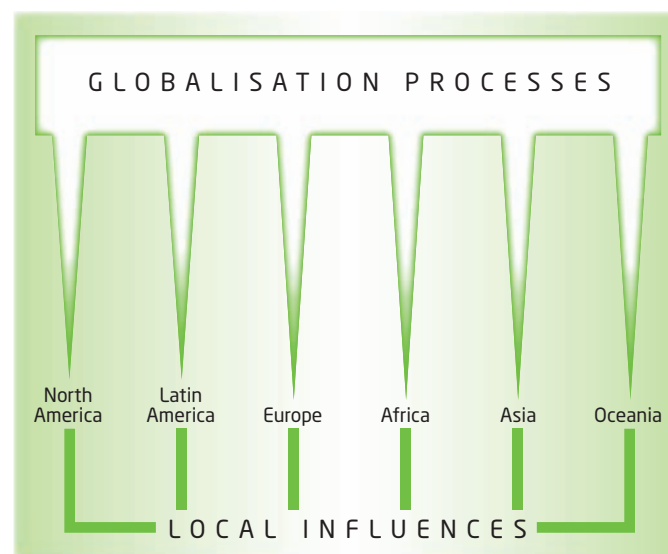 GLOBALISATION PROCESSES
North
America
Latin
America
Europe
Africa
Asia
Oceania
LOCAL INFLUENCES